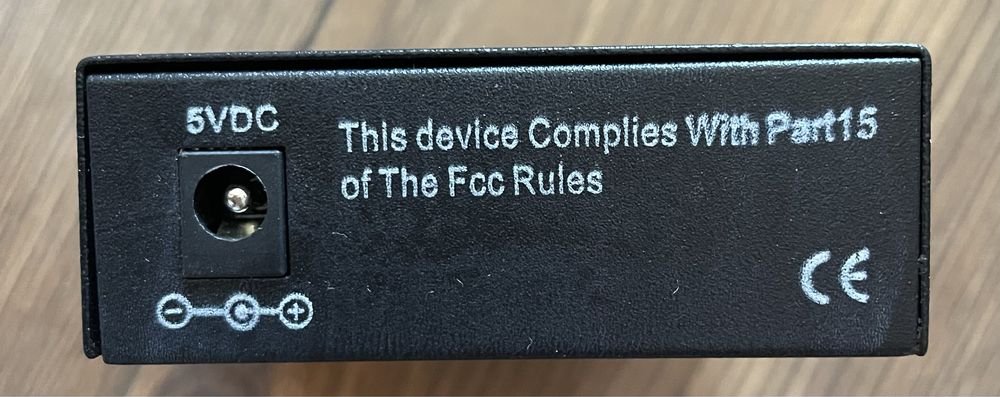 5VDC
This device Complies With Part15
of The Fcc Rules
- +
CE